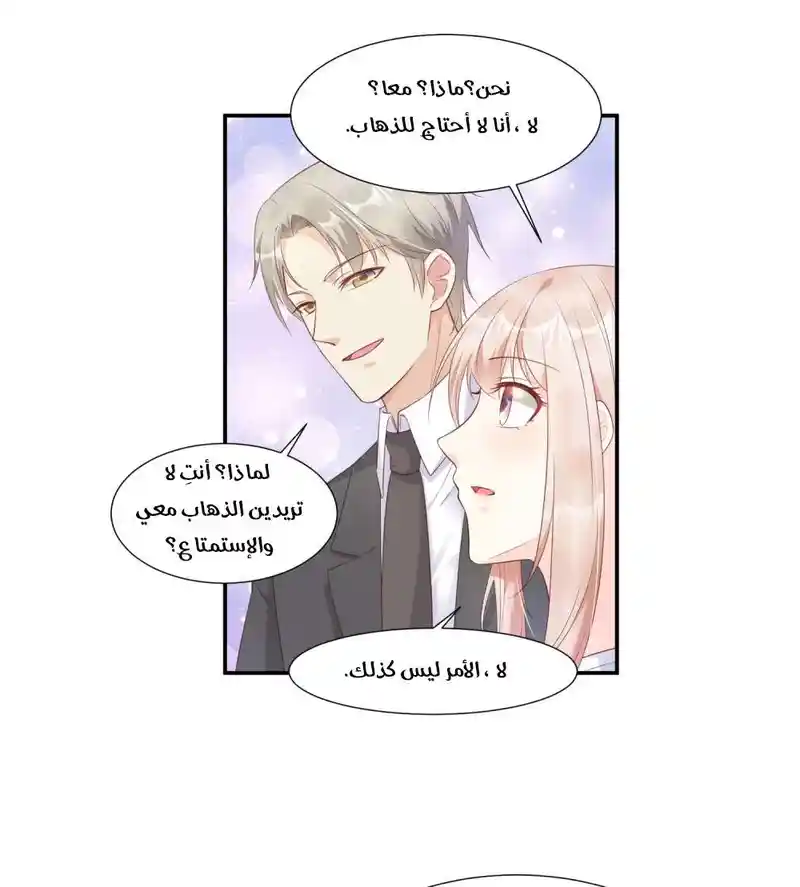 نحن؟ماذا؟ معا؟
لا ، أنا لا أحتاج للذهاب.
لماذا؟ أنتِ لا
تريدين الذهاب معي
والإستمتاع؟
لا ، الأمر ليس كذلك.